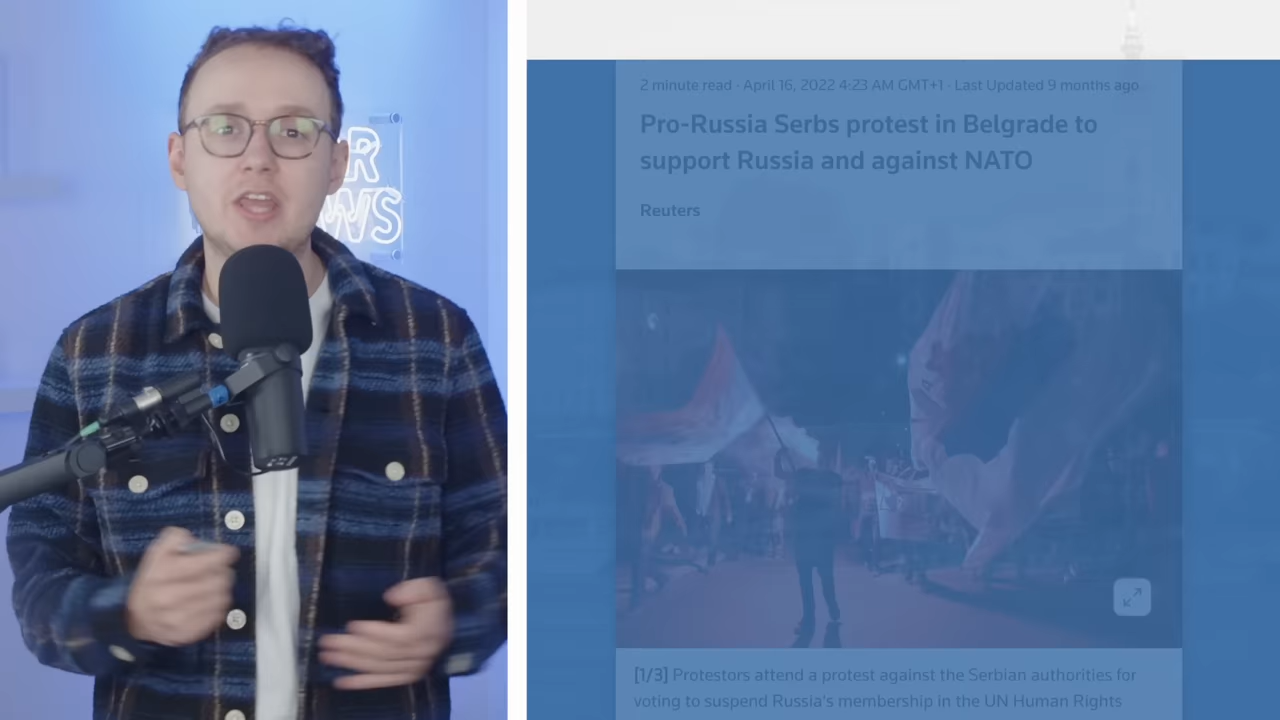 R
WS
2 minute read · April 16, 2022 4:23 AM GMT+1 · Last Updated 9 months ago
Pro-Russia Serbs protest in Belgrade to
support Russia and against NATO
Reuters
[1/3] Protestors attend a protest against the Serbian authorities for
voting to suspend Russia's membership in the UN Human Rights